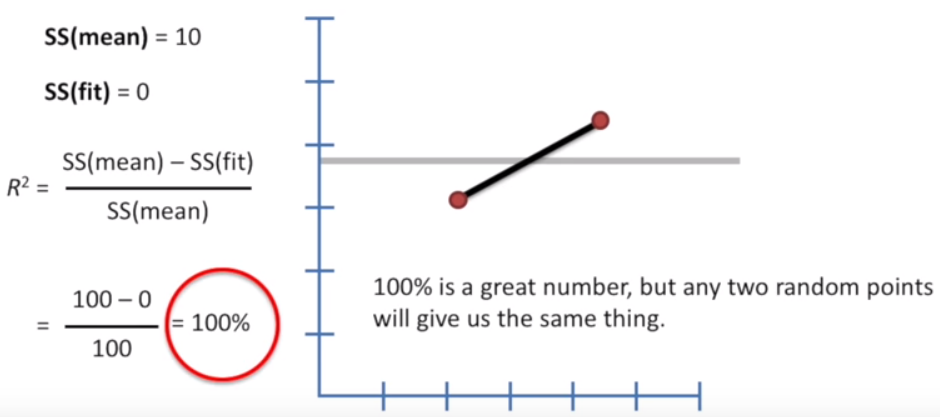 SS(mean) = 10
SS(fit) = 0
R² =
SS(mean) – SS(fit)
SS(mean)
=
100 – 0
100
= 100%
100% is a great number, but any two random points
will give us the same thing.